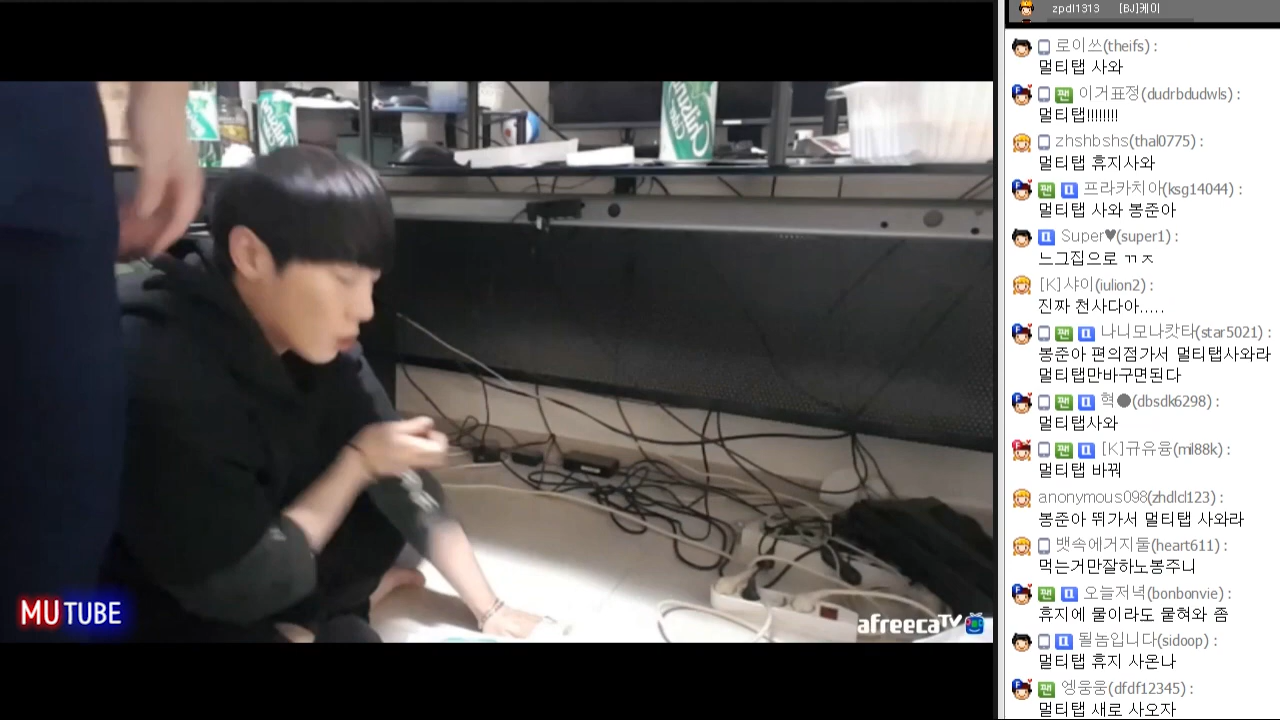 zpdl1313 [BJ]케이
로이쓰(theifs) :
멀티탭 사와
이거표정(dudrbdudwls) :
멀티탭!!!!!!!!
zhshbshs(thal0775) :
멀티탭 휴지사와
프라카치아(ksg14044) :
멀티탭 사와 봉준아
Super♥(super1) :
느그집으로 ㄲㅈ
[K]샤이(iulion2) :
진짜 천사다아.....
나니모나캇타(star5021) :
봉준아 편의점가서 멀티탭사와라
멀티탭만바구면된다
혁●(dbsdk6298) :
멀티탭사와
[K]규유융(mil88k) :
멀티탭 바꿔
anonymous098(zhdlcl123) :
봉준아 뛰가서 멀티탭 사와라
뱃속에거지둘(heart611) :
먹는거만잘하노봉주니
오늘저녁(bonbonvie) :
휴지에 물이라도 뭍혀와 좀
될놈입니다(sidoop) :
멀티탭 휴지 사온나
엥웅웅(dfdf12345) :
멀티탭 새로 사오자
Chilsung
Cider
MUTUBE
afreecaTV